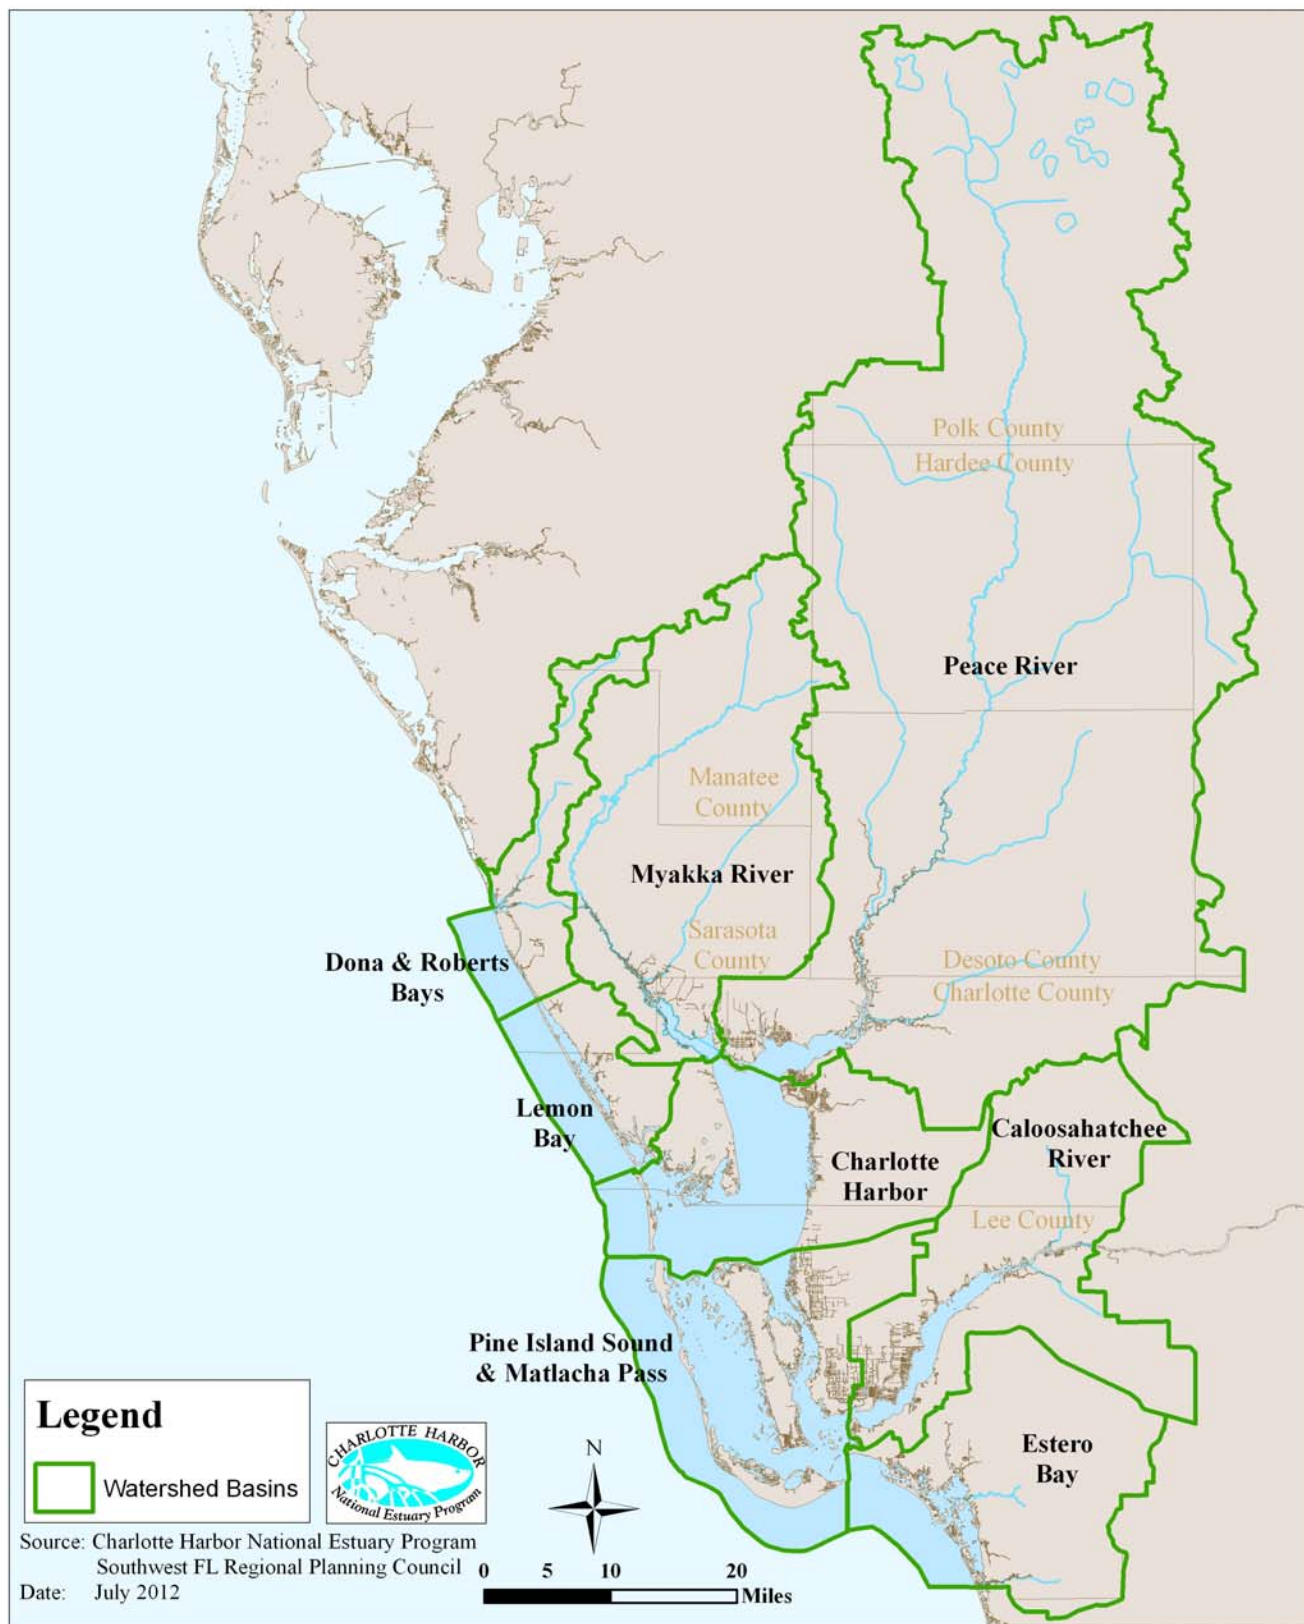 Polk County
Hardee County
Peace River
Manatee
County
Myakka River
Sarasota
County
Dona & Roberts
Bays
Desoto County
Charlotte County
Lemon
Bay
Caloosahatchee
River
Charlotte
Harbor
Lee County
Pine Island Sound
& Matlacha Pass
Estero
Bay
Legend
Watershed Basins
CHARLOTTE HARBOR
National Estuary Program
N
Source: Charlotte Harbor National Estuary Program
Southwest FL Regional Planning Council
Date: July 2012
0 5 10 20
Miles